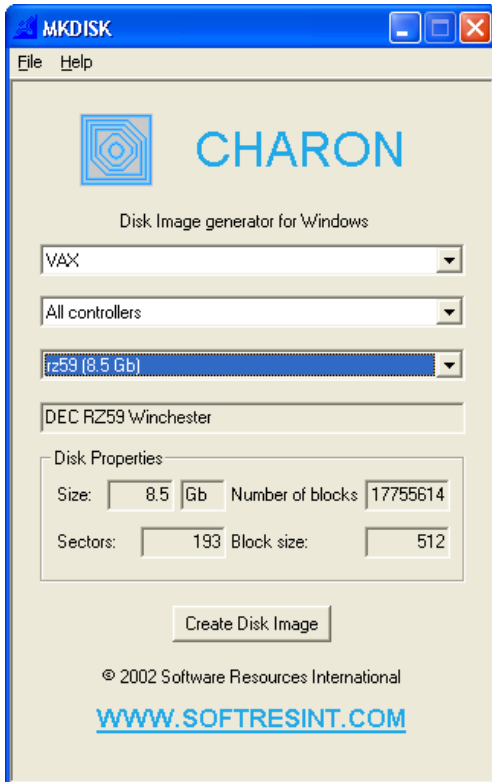 MKDISK
File Help
CHARON
Disk Image generator for Windows
VAX
All controllers
rz59 (8.5 Gb)
DEC RZ59 Winchester
Disk Properties
Size: 8.5 Gb Number of blocks 17755614
Sectors: 193 Block size: 512
Create Disk Image
© 2002 Software Resources International
WWW.SOFTRESINT.COM